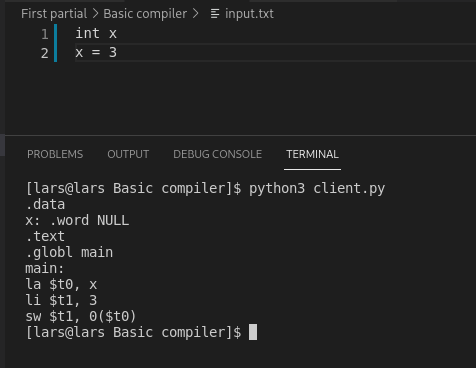 First partial > Basic compiler > input.txt
1 int x
2 x = 3
PROBLEMS OUTPUT DEBUG CONSOLE TERMINAL
[lars@lars Basic compiler]$ python3 client.py
.data
x: .word NULL
.text
.globl main
main:
la $t0, x
li $t1, 3
sw $t1, 0($t0)
[lars@lars Basic compiler]$